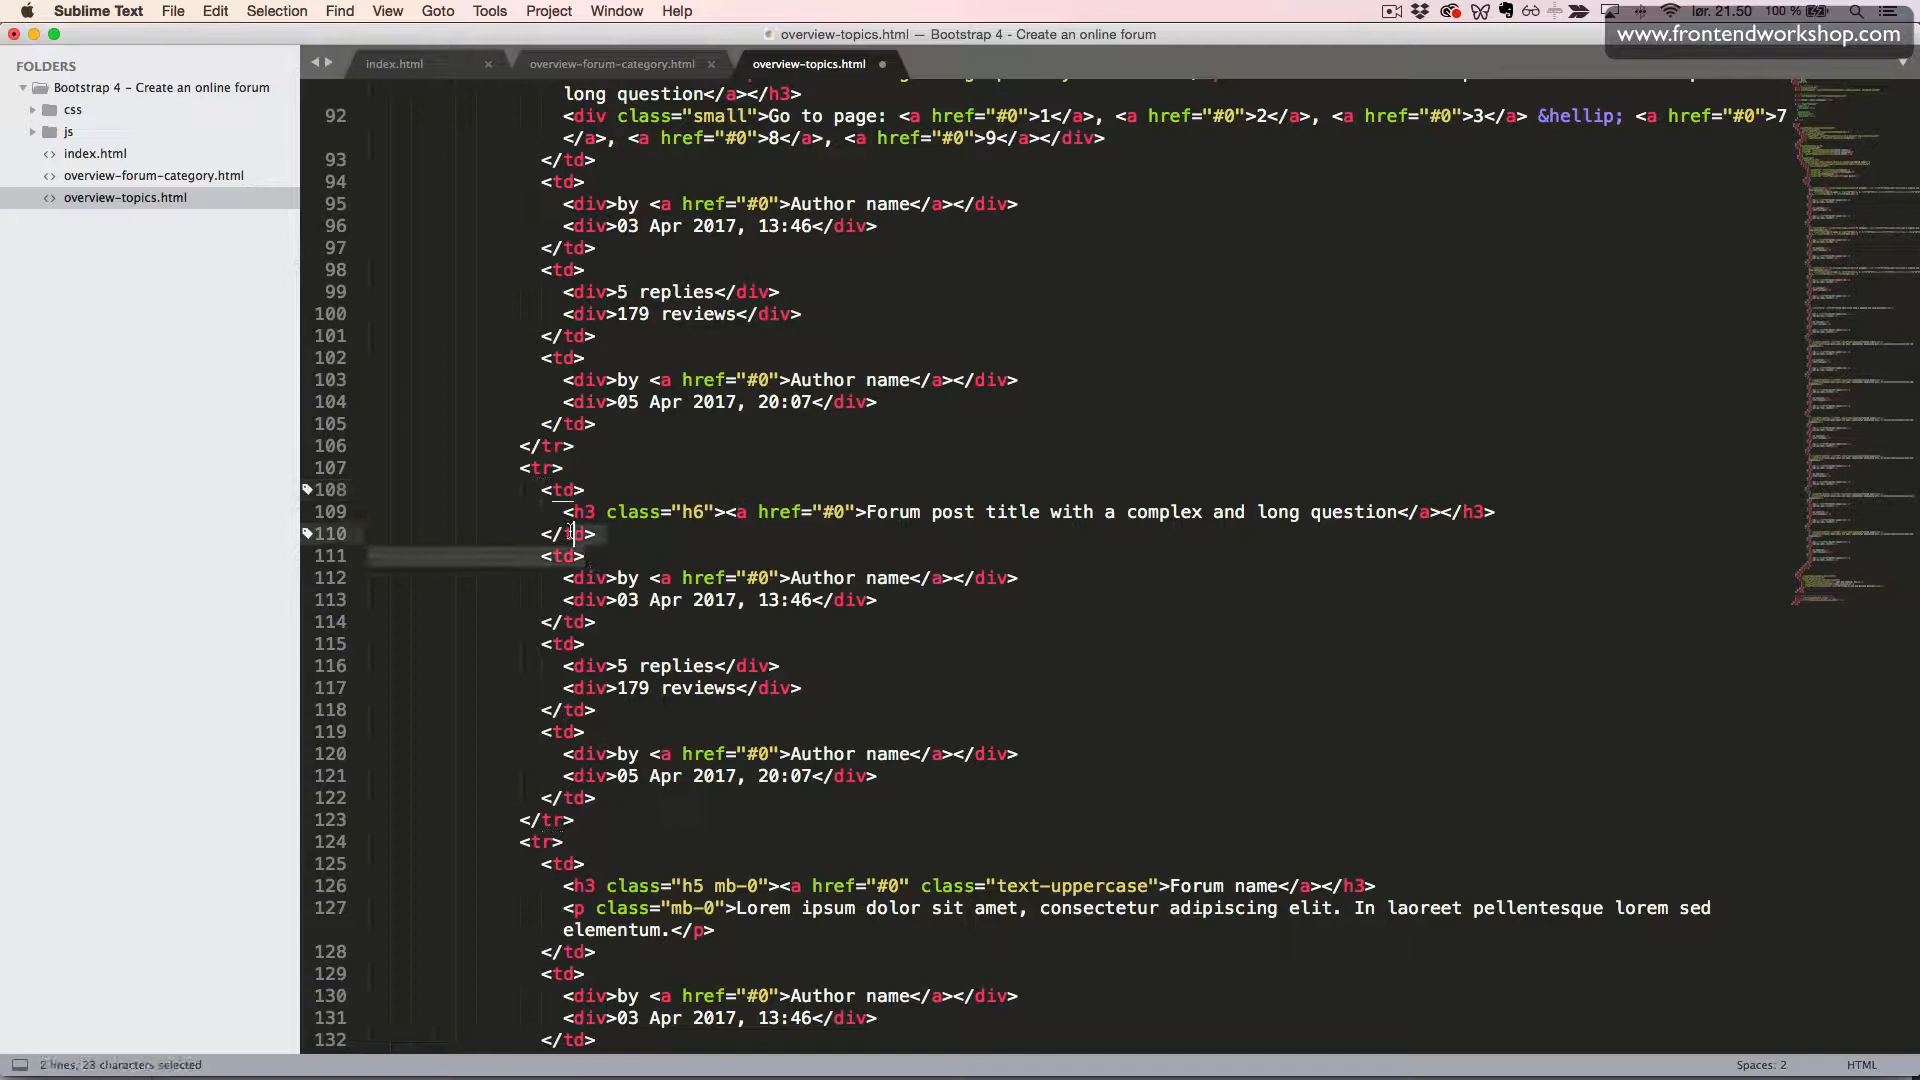 Sublime Text File Edit Selection Find View Goto Tools Project Window Help lør. 21.50 100 %
www.frontendworkshop.com
overview-topics.html — Bootstrap 4 - Create an online forum
FOLDERS
Bootstrap 4 - Create an online forum
css
js
index.html
overview-forum-category.html
overview-topics.html
index.html overview-forum-category.html overview-topics.html
long question</a></h3>
92 <div class="small">Go to page: <a href="#0">1</a>, <a href="#0">2</a>, <a href="#0">3</a> &hellip; <a href="#0">7
</a>, <a href="#0">8</a>, <a href="#0">9</a></div>
93 </td>
94 <td>
95 <div>by <a href="#0">Author name</a></div>
96 <div>03 Apr 2017, 13:46</div>
97 </td>
98 <td>
99 <div>5 replies</div>
100 <div>179 reviews</div>
101 </td>
102 <td>
103 <div>by <a href="#0">Author name</a></div>
104 <div>05 Apr 2017, 20:07</div>
105 </td>
106 </tr>
107 <tr>
108 <td>
109 <h3 class="h6"><a href="#0">Forum post title with a complex and long question</a></h3>
110 </td>
111 <td>
112 <div>by <a href="#0">Author name</a></div>
113 <div>03 Apr 2017, 13:46</div>
114 </td>
115 <td>
116 <div>5 replies</div>
117 <div>179 reviews</div>
118 </td>
119 <td>
120 <div>by <a href="#0">Author name</a></div>
121 <div>05 Apr 2017, 20:07</div>
122 </td>
123 </tr>
124 <tr>
125 <td>
126 <h3 class="h5 mb-0"><a href="#0" class="text-uppercase">Forum name</a></h3>
127 <p class="mb-0">Lorem ipsum dolor sit amet, consectetur adipiscing elit. In laoreet pellentesque lorem sed
elementum.</p>
128 </td>
129 <td>
130 <div>by <a href="#0">Author name</a></div>
131 <div>03 Apr 2017, 13:46</div>
132 </td>
2 lines, 23 characters selected Spaces: 2 HTML